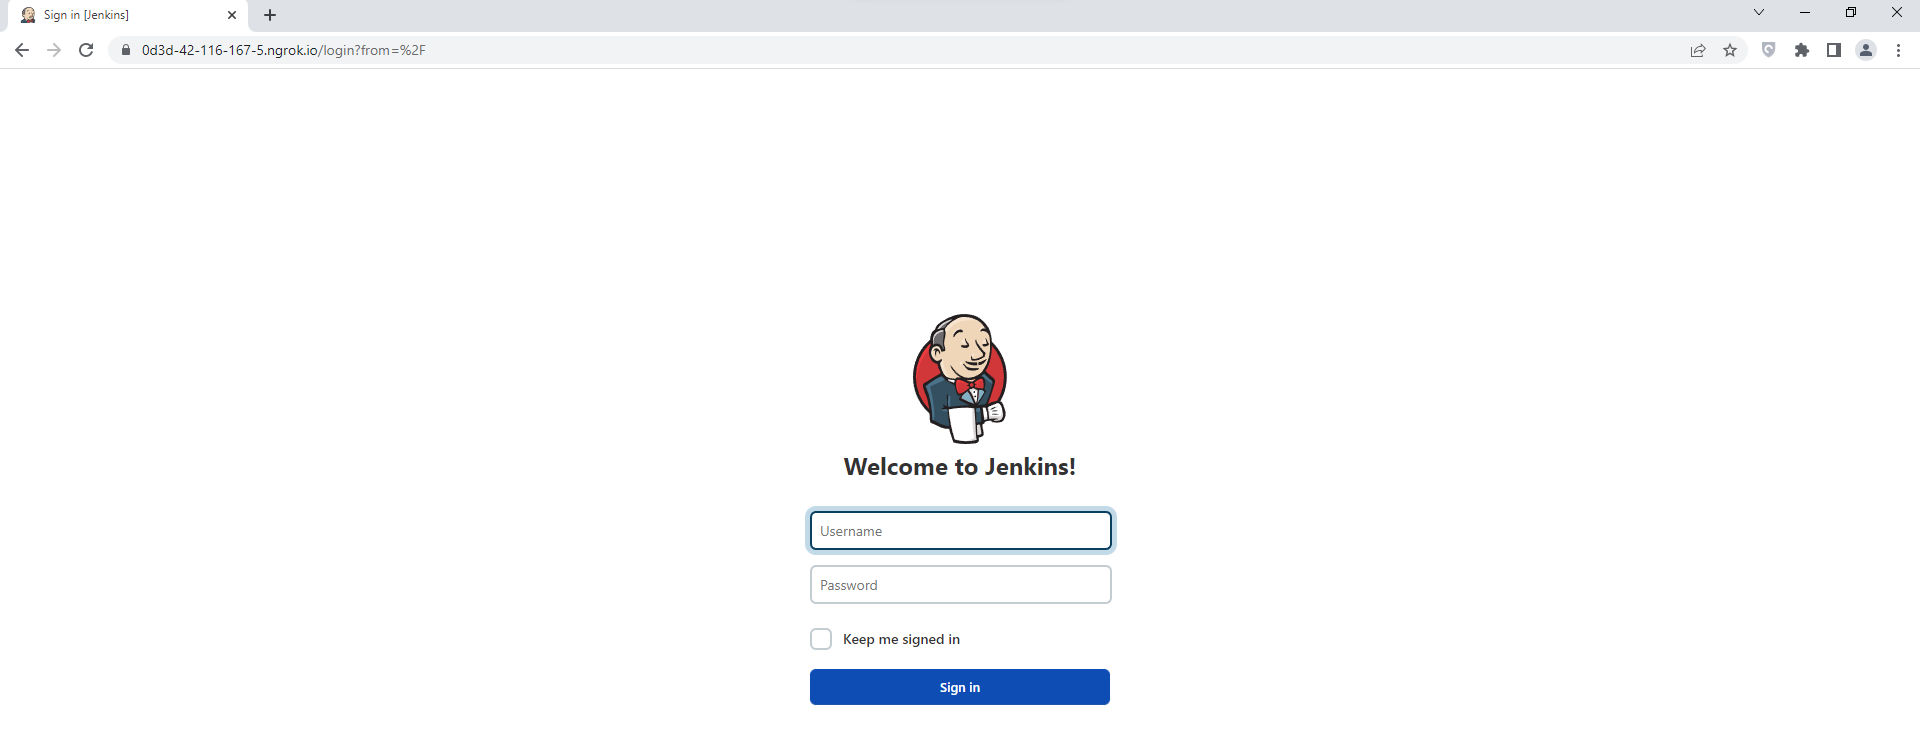 Sign in [Jenkins]
0d3d-42-116-167-5.ngrok.io/login?from=%2F
Welcome to Jenkins!
Username
Password
Keep me signed in
Sign in